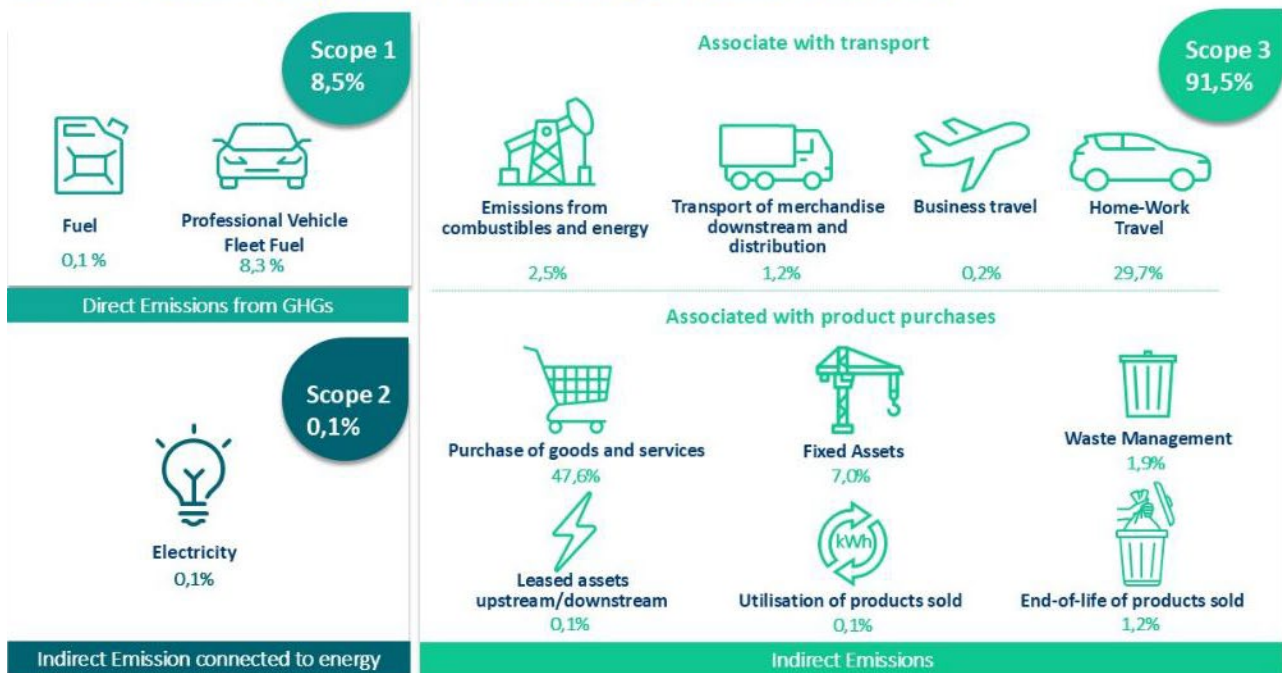 Scope 1
8,5%
Fuel
0,1 %
Professional Vehicle
Fleet Fuel
8,3 %
Direct Emissions from GHGs
Scope 2
0,1%
Electricity
0,1%
Indirect Emission connected to energy
Scope 3
91,5%
Associate with transport
Emissions from
combustibles and energy
2,5%
Transport of merchandise
downstream and
distribution
1,2%
Business travel
0,2%
Home-Work
Travel
29,7%
Associated with product purchases
Purchase of goods and services
47,6%
Fixed Assets
7,0%
Waste Management
1,9%
Leased assets
upstream/downstream
0,1%
kWh
Utilisation of products sold
0,1%
End-of-life of products sold
1,2%
Indirect Emissions